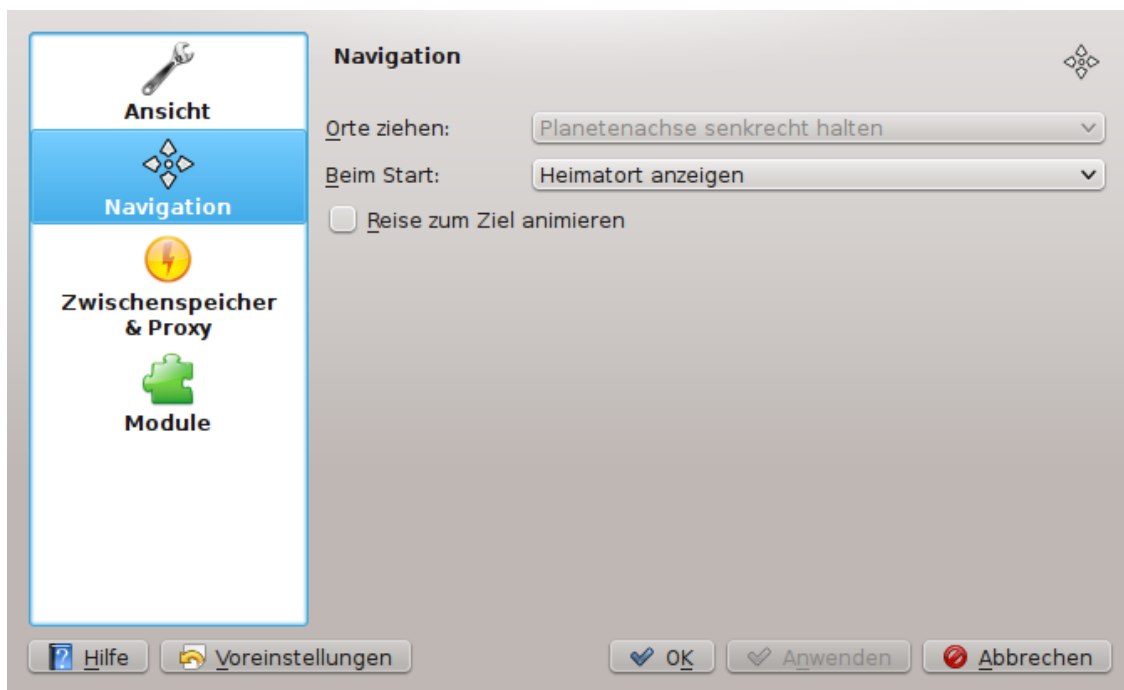 Ansicht
Navigation
Zwischenspeicher
& Proxy
Module
Navigation
Orte ziehen: Planetenachse senkrecht halten
Beim Start: Heimatort anzeigen
Reise zum Ziel animieren
? Hilfe Voreinstellungen OK Anwenden Abbrechen